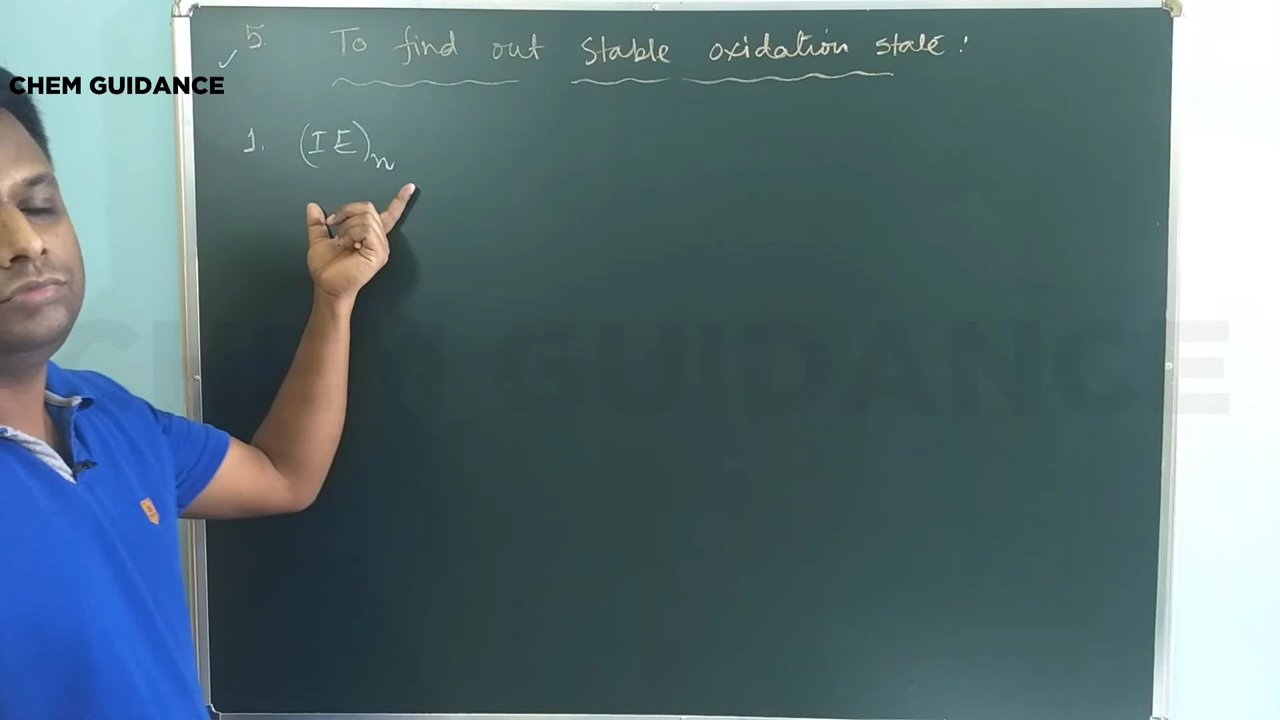 5. To find out stable oxidation state :
CHEM GUIDANCE
1. (IE)n
CHEM GUIDANCE